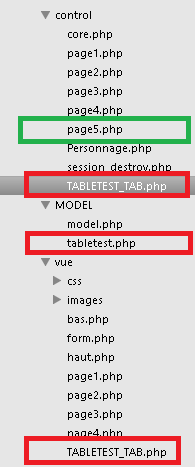 control
core.php
page1.php
page2.php
page3.php
page4.php
page5.php
Personnage.php
session_destroy.php
TABLETEST_TAB.php
MODEL
model.php
tabletest.php
vue
css
images
bas.php
form.php
haut.php
page1.php
page2.php
page3.php
page4.php
TABLETEST_TAB.php